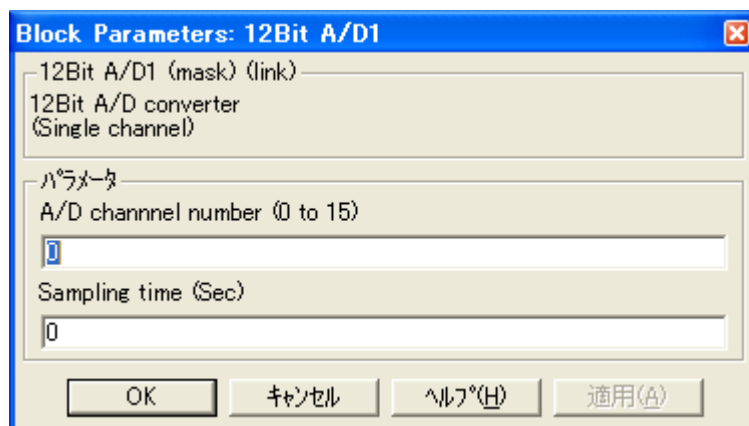 Block Parameters: 12Bit A/D1
12Bit A/D1 (mask) (link)
12Bit A/D converter
(Single channel)
パラメータ
A/D channnel number (0 to 15)
0
Sampling time (Sec)
0
OK キャンセル ヘルプ(H) 適用(A)